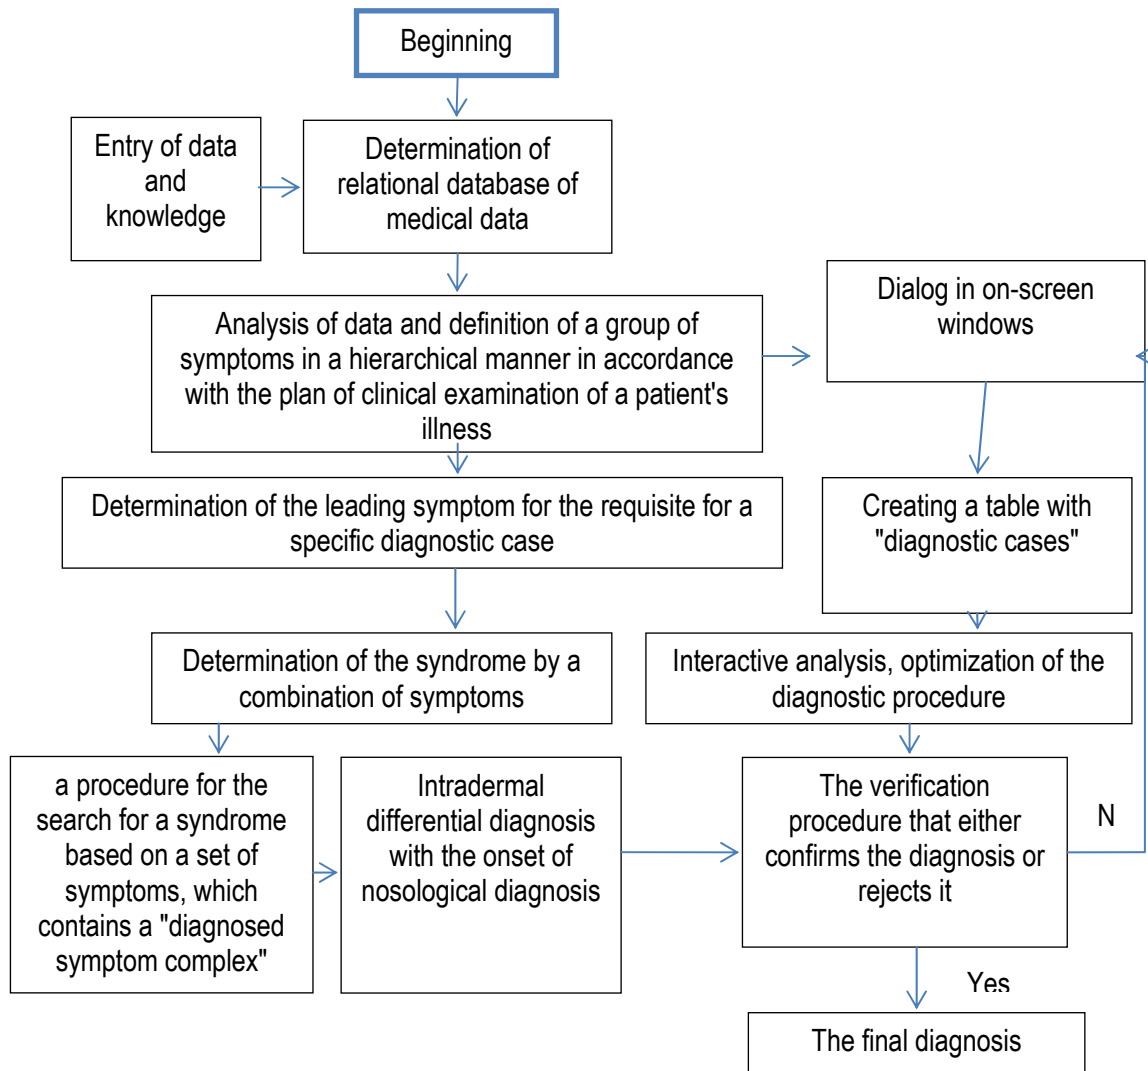 Beginning
Entry of data
and
knowledge
Determination of
relational database of
medical data
Analysis of data and definition of a group of
symptoms in a hierarchical manner in accordance
with the plan of clinical examination of a patient's
illness
Dialog in on-screen
windows
Determination of the leading symptom for the requisite for a
specific diagnostic case
Creating a table with
"diagnostic cases"
Determination of the syndrome by a
combination of symptoms
Interactive analysis, optimization of the
diagnostic procedure
a procedure for the
search for a syndrome
based on a set of
symptoms, which
contains a "diagnosed
symptom complex"
Intradermal
differential diagnosis
with the onset of
nosological diagnosis
The verification
procedure that either
confirms the diagnosis or
rejects it
N
Yes
The final diagnosis